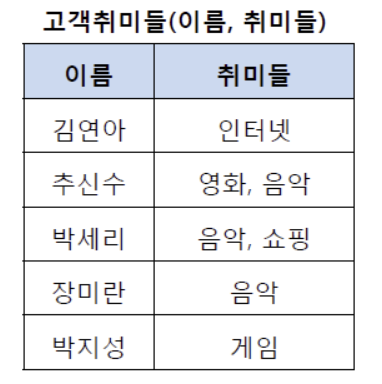 고객취미들(이름, 취미들)
이름 취미들
김연아 인터넷
추신수 영화, 음악
박세리 음악, 쇼핑
장미란 음악
박지성 게임